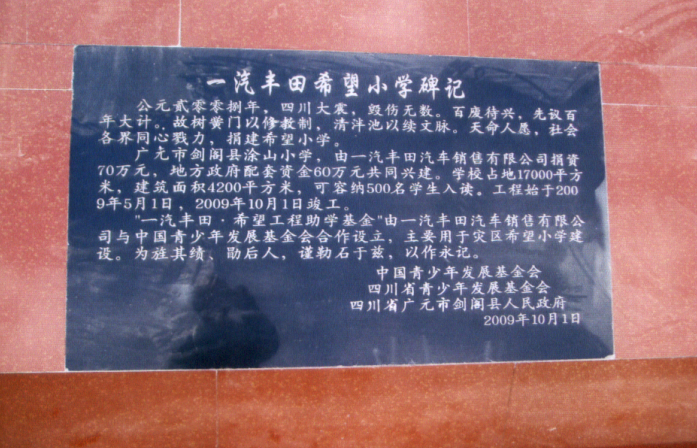 一汽丰田希望小学碑记
公元贰零零捌年，四川大震，毁伤无数。百废待兴，先议百
年大计。故树黉门以修教制，清泮池以续文脉。天命人愿，社会
各界同心戮力，捐建希望小学。
广元市剑阁县涂山小学，由一汽丰田汽车销售有限公司捐资
70万元，地方政府配套资金60万元共同兴建。学校占地17000平方
米，建筑面积4200平方米，可容纳500名学生入读。工程始于200
9年5月1日，2009年10月1日竣工。
"一汽丰田·希望工程助学基金"由一汽丰田汽车销售有限公
司与中国青少年发展基金会合作设立，主要用于灾区希望小学建
设。为旌其绩、勋后人，谨勒石于兹，以作永记。
中国青少年发展基金会
四川省青少年发展基金会
四川省广元市剑阁县人民政府
2009年10月1日